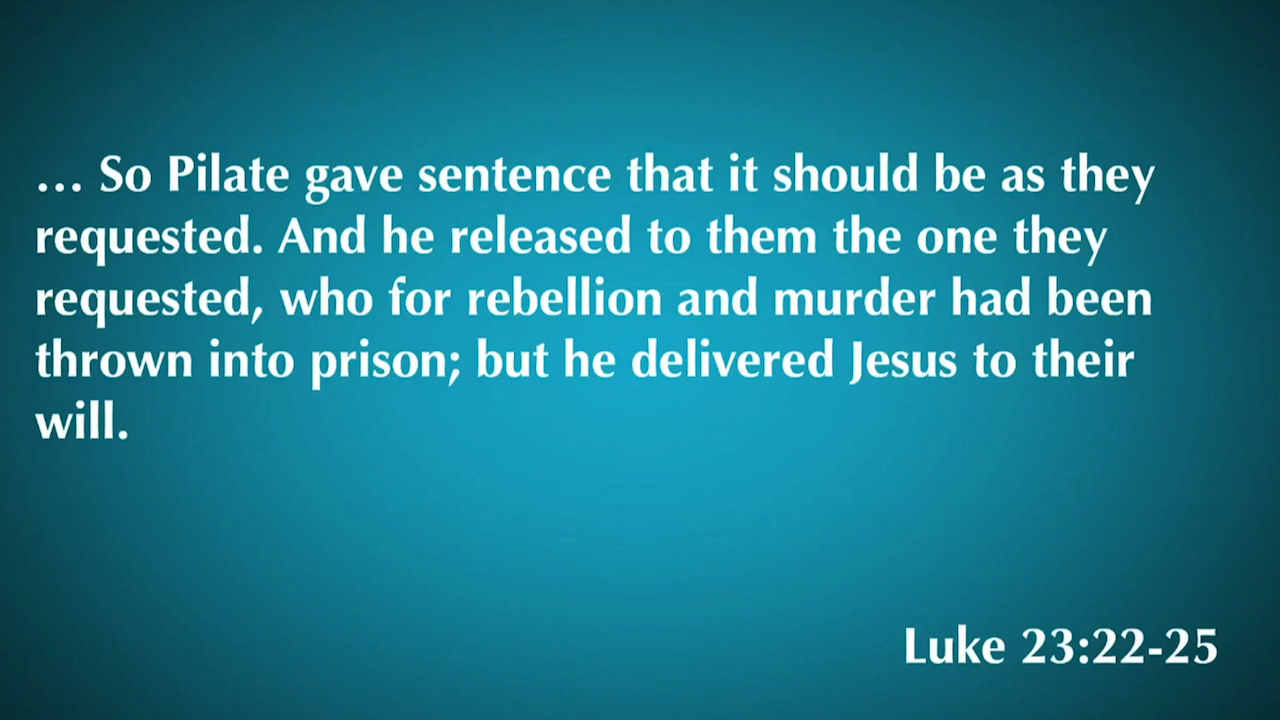 … So Pilate gave sentence that it should be as they
requested. And he released to them the one they
requested, who for rebellion and murder had been
thrown into prison; but he delivered Jesus to their
will.
Luke 23:22-25